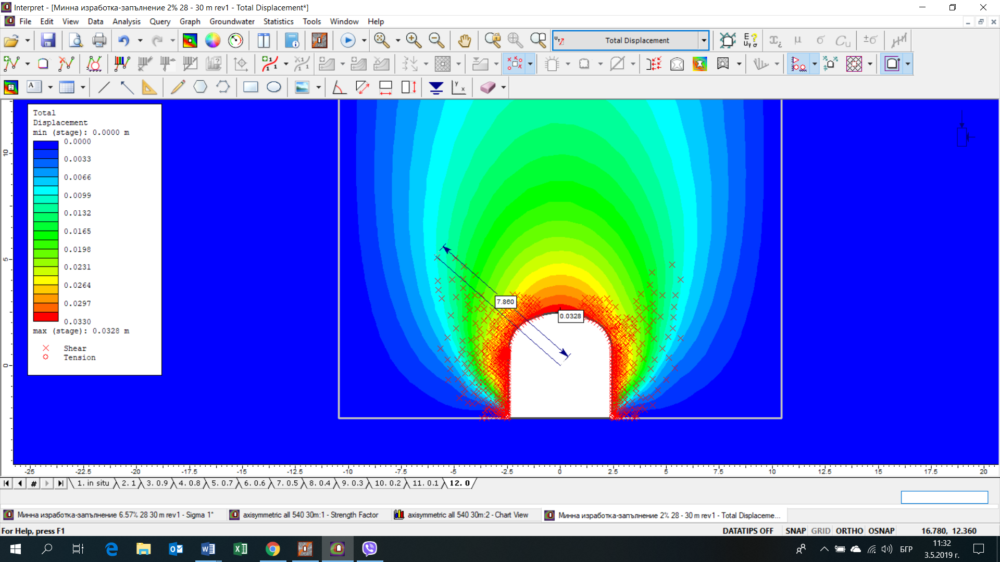 Interpret - [Минна изработка-запълнение 2% 28 - 30 m rev1 - Total Displacement*]
File Edit View Data Analysis Query Graph Groundwater Statistics Tools Window Help
Total Displacement
Total
Displacement
min (stage): 0.0000 m
0.0000
0.0033
0.0066
0.0099
0.0132
0.0165
0.0198
0.0231
0.0264
0.0297
0.0330
max (stage): 0.0328 m
Shear
Tension
10
5
0
7.860
0.0328
-25 -22.5 -20 -17.5 -15 -12.5 -10 -7.5 -5 -2.5 0 2.5 5 7.5 10 12.5 15 17.5 20
1. in situ 2. 1 3. 0.9 4. 0.8 5. 0.7 6. 0.6 7. 0.5 8. 0.4 9. 0.3 10. 0.2 11. 0.1 12. 0
Минна изработка-запълнение 6.57% 28 30 m rev1 - Sigma 1* axisymmetric all 540 30m:1 - Strength Factor axisymmetric all 540 30m:2 - Chart View Минна изработка-запълнение 2% 28 - 30 m rev1 - Total Displaceme...
For Help, press F1 DATATIPS OFF SNAP GRID ORTHO OSNAP 16.780, 12.360
БГР
11:32
3.5.2019 г.